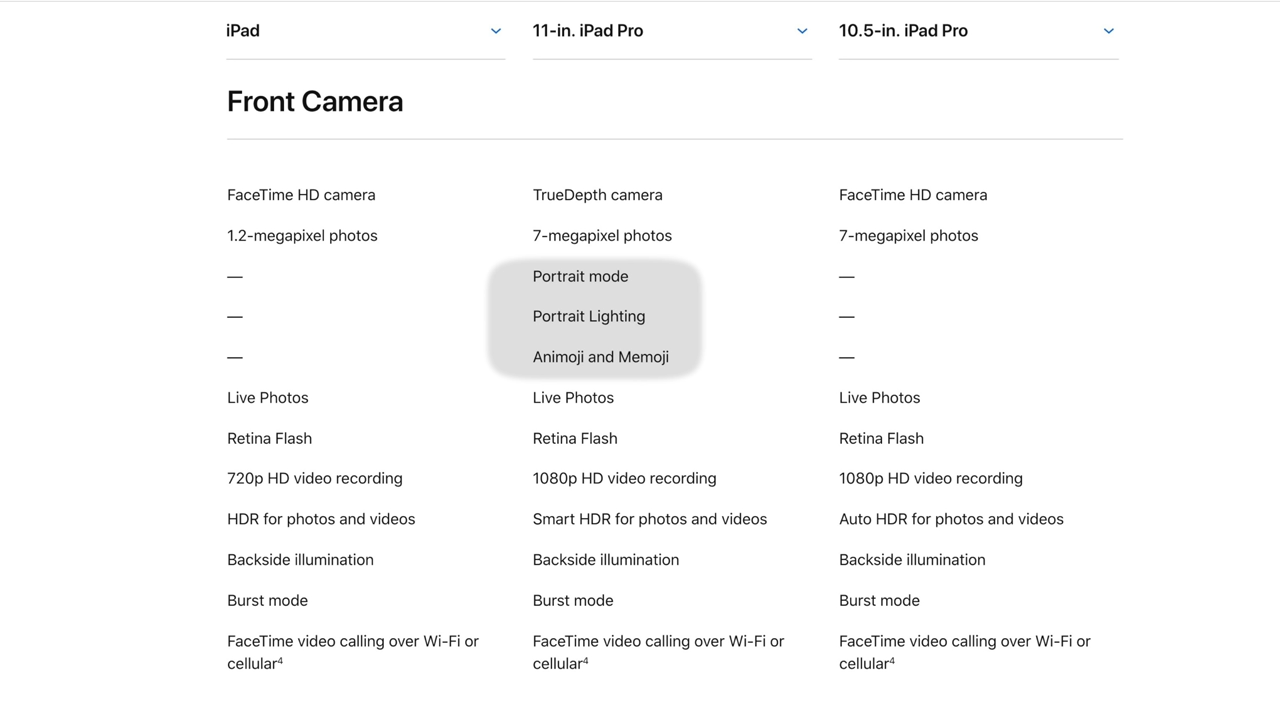 iPad 11-in. iPad Pro 10.5-in. iPad Pro
Front Camera
FaceTime HD camera TrueDepth camera FaceTime HD camera
1.2-megapixel photos 7-megapixel photos 7-megapixel photos
— Portrait mode —
— Portrait Lighting —
— Animoji and Memoji —
Live Photos Live Photos Live Photos
Retina Flash Retina Flash Retina Flash
720p HD video recording 1080p HD video recording 1080p HD video recording
HDR for photos and videos Smart HDR for photos and videos Auto HDR for photos and videos
Backside illumination Backside illumination Backside illumination
Burst mode Burst mode Burst mode
FaceTime video calling over Wi-Fi or FaceTime video calling over Wi-Fi or FaceTime video calling over Wi-Fi or
cellular⁴ cellular⁴ cellular⁴